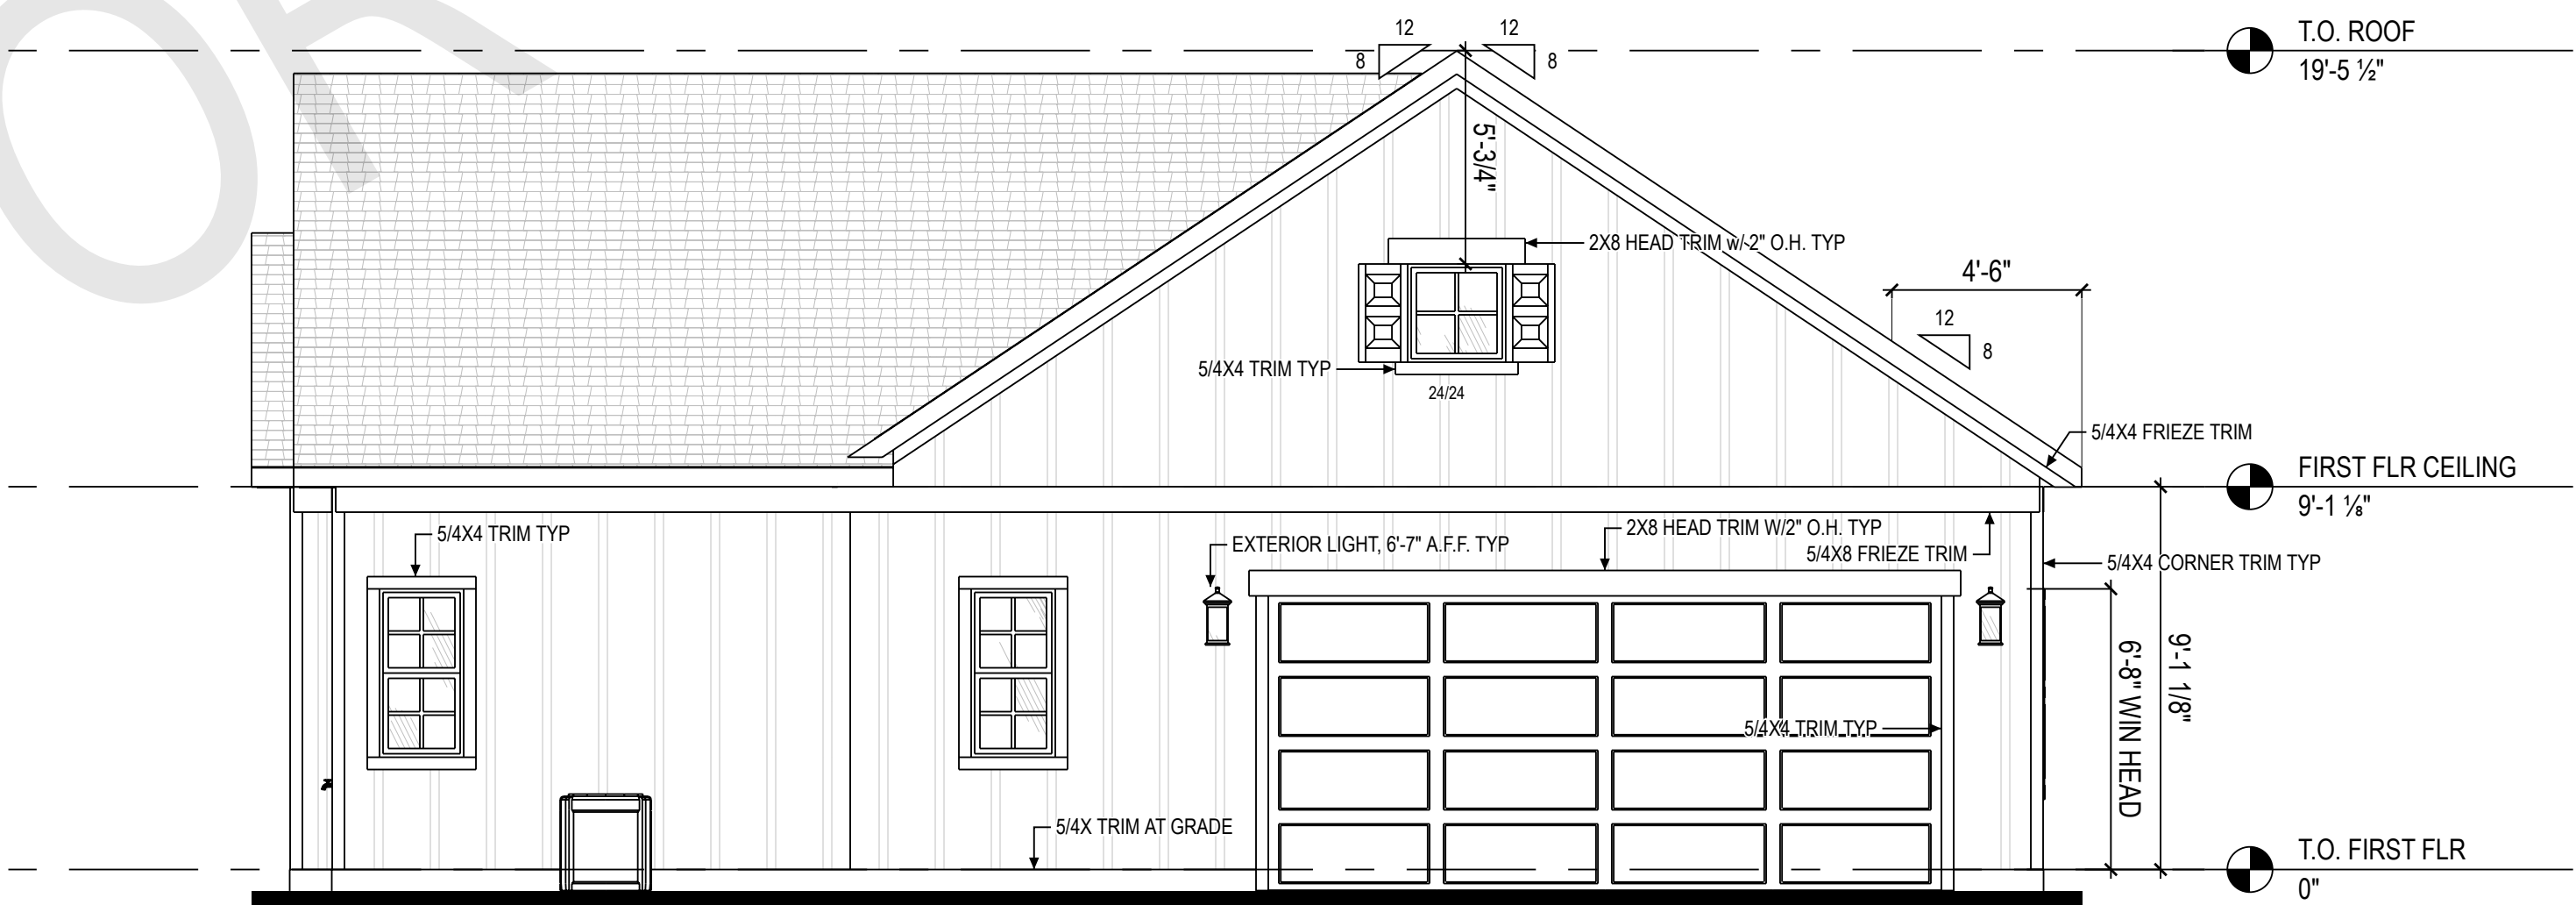 OR
12
12
8
8
T.O. ROOF
19'-5 ½"
5'-3/4"
2X8 HEAD TRIM w/ 2" O.H. TYP
4'-6"
12
8
5/4X4 TRIM TYP
24/24
5/4X4 FRIEZE TRIM
FIRST FLR CEILING
9'-1 ⅛"
5/4X4 TRIM TYP
EXTERIOR LIGHT, 6'-7" A.F.F. TYP
2X8 HEAD TRIM W/2" O.H. TYP
5/4X8 FRIEZE TRIM
5/4X4 CORNER TRIM TYP
6'-8" WIN HEAD
9'-1 1/8"
5/4X4 TRIM TYP
5/4X TRIM AT GRADE
T.O. FIRST FLR
0"